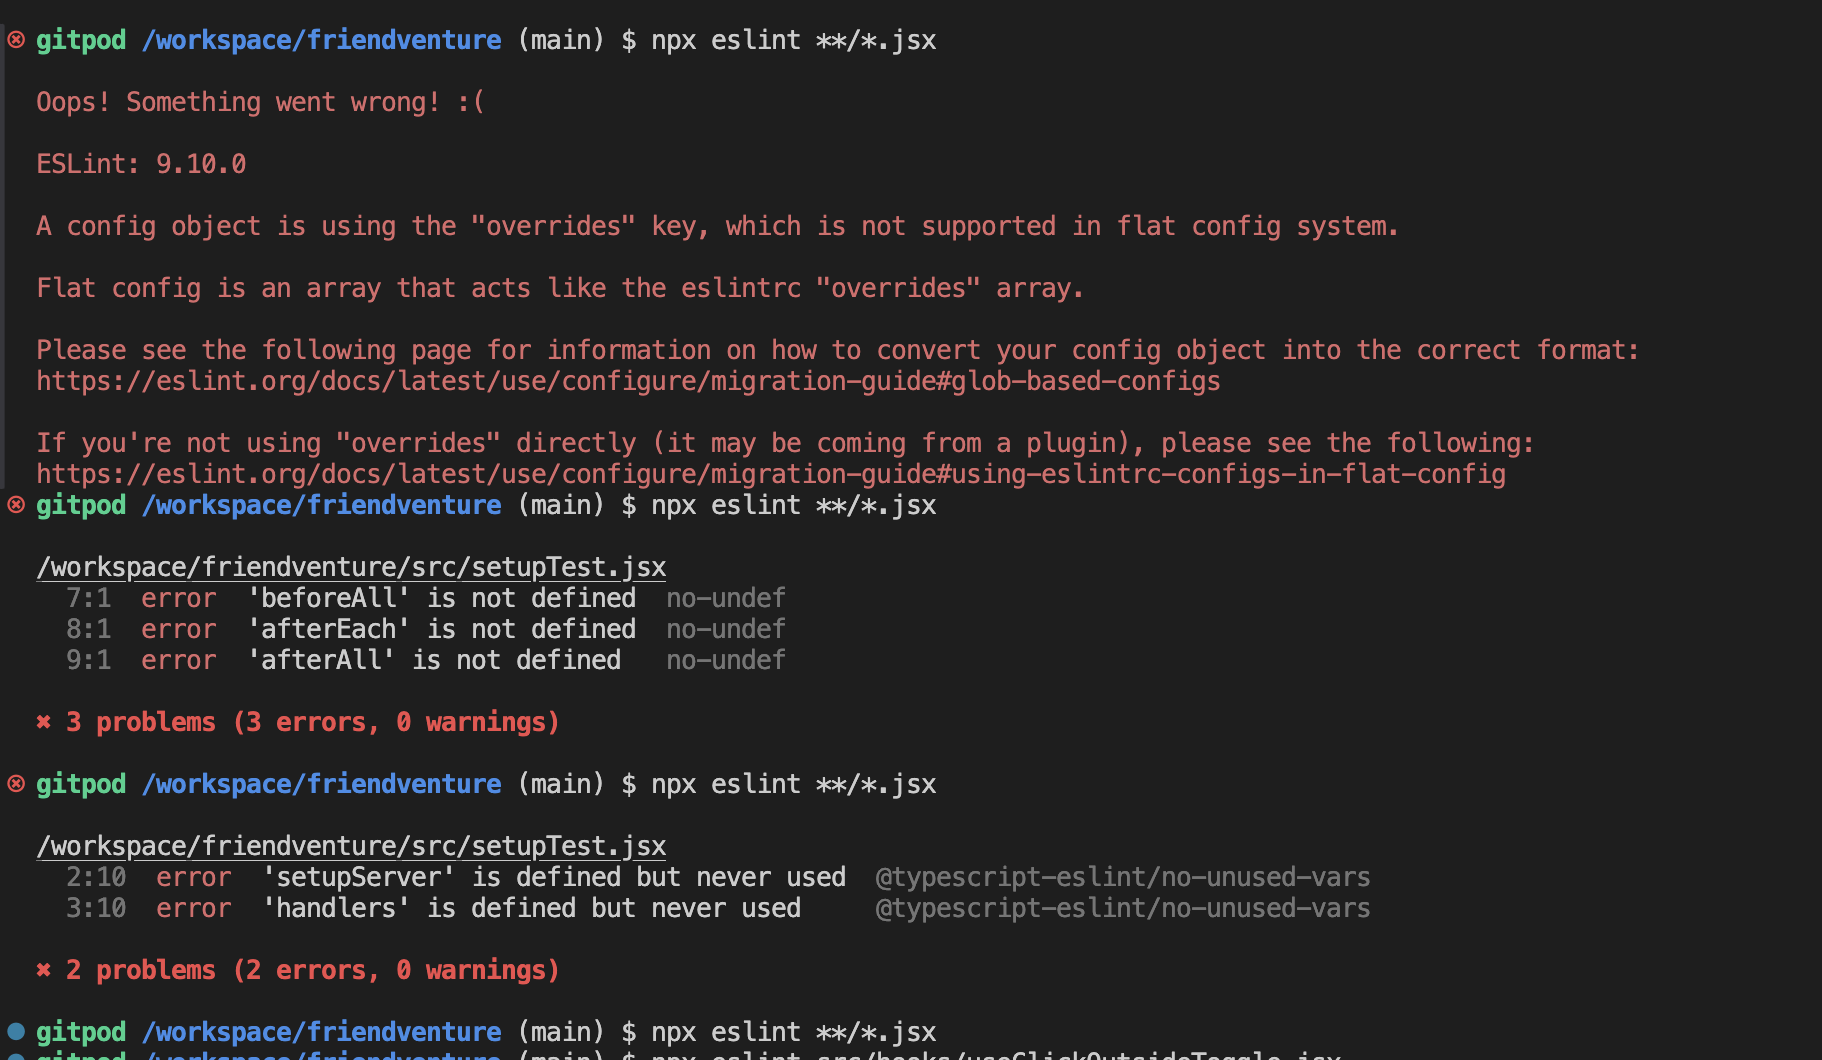 gitpod /workspace/friendventure (main) $ npx eslint **/*.jsx
Oops! Something went wrong! :(
ESLint: 9.10.0
A config object is using the "overrides" key, which is not supported in flat config system.
Flat config is an array that acts like the eslintrc "overrides" array.
Please see the following page for information on how to convert your config object into the correct format:
https://eslint.org/docs/latest/use/configure/migration-guide#glob-based-configs
If you're not using "overrides" directly (it may be coming from a plugin), please see the following:
https://eslint.org/docs/latest/use/configure/migration-guide#using-eslintrc-configs-in-flat-config
gitpod /workspace/friendventure (main) $ npx eslint **/*.jsx
/workspace/friendventure/src/setupTest.jsx
7:1 error 'beforeAll' is not defined no-undef
8:1 error 'afterEach' is not defined no-undef
9:1 error 'afterAll' is not defined no-undef
✖ 3 problems (3 errors, 0 warnings)
gitpod /workspace/friendventure (main) $ npx eslint **/*.jsx
/workspace/friendventure/src/setupTest.jsx
2:10 error 'setupServer' is defined but never used @typescript-eslint/no-unused-vars
3:10 error 'handlers' is defined but never used @typescript-eslint/no-unused-vars
✖ 2 problems (2 errors, 0 warnings)
gitpod /workspace/friendventure (main) $ npx eslint **/*.jsx
gitpod /workspace/friendventure (main) $ npx eslint src/hooks/useClickOutsideToggle.jsx